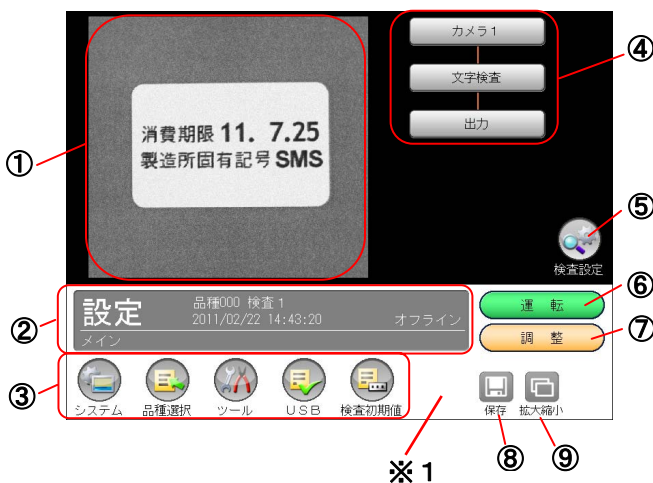 カメラ1
④
文字検査
消費期限 11. 7.25
出力
①
製造所固有記号 SMS
⑤
検査設定
⑥
設定
品種000 検査1
運 転
②
2011/02/22 14:43:20
オフライン
調 整
⑦
メイン
③
システム
品種選択
ツール
USB
検査初期値
保存
拡大縮小
⑧
⑨
※1